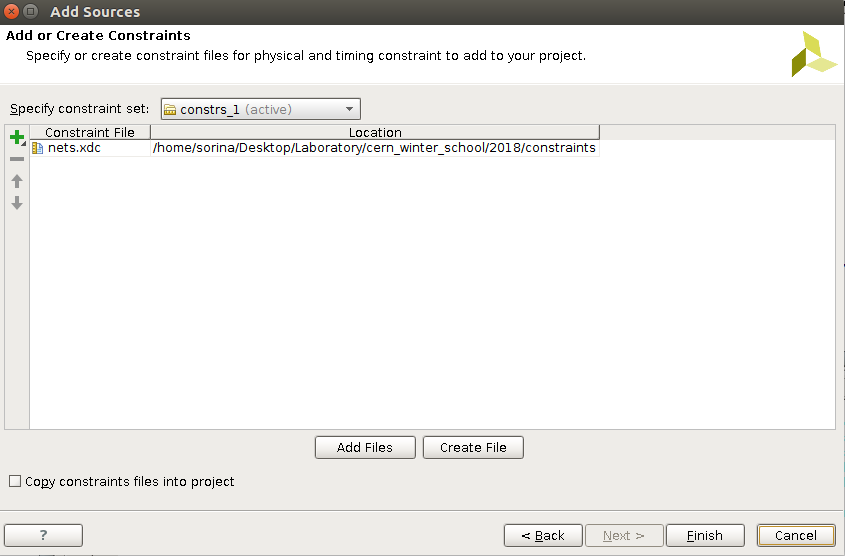 Add Sources
Add or Create Constraints
Specify or create constraint files for physical and timing constraint to add to your project.
Specify constraint set: constrs_1 (active)
Constraint File Location
nets.xdc /home/sorina/Desktop/Laboratory/cern_winter_school/2018/constraints
Add Files Create File
Copy constraints files into project
? < Back Next > Finish Cancel